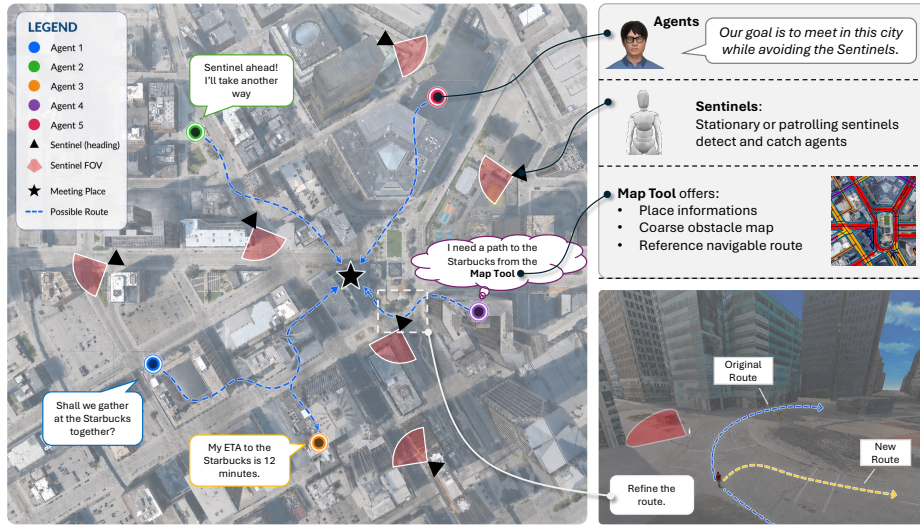 LEGEND
Agent 1
Agent 2
Agent 3
Agent 4
Agent 5
Sentinel (heading)
Sentinel FOV
Meeting Place
Possible Route
Sentinel ahead!
I'll take another
way
I need a path to the
Starbucks from the
Map Tool
Shall we gather
at the Starbucks
together?
My ETA to the
Starbucks is 12
minutes.
Agents
Our goal is to meet in this city
while avoiding the Sentinels.
Sentinels:
Stationary or patrolling sentinels
detect and catch agents
Map Tool offers:
• Place informations
• Coarse obstacle map
• Reference navigable route
Original
Route
New
Route
Refine the
route.